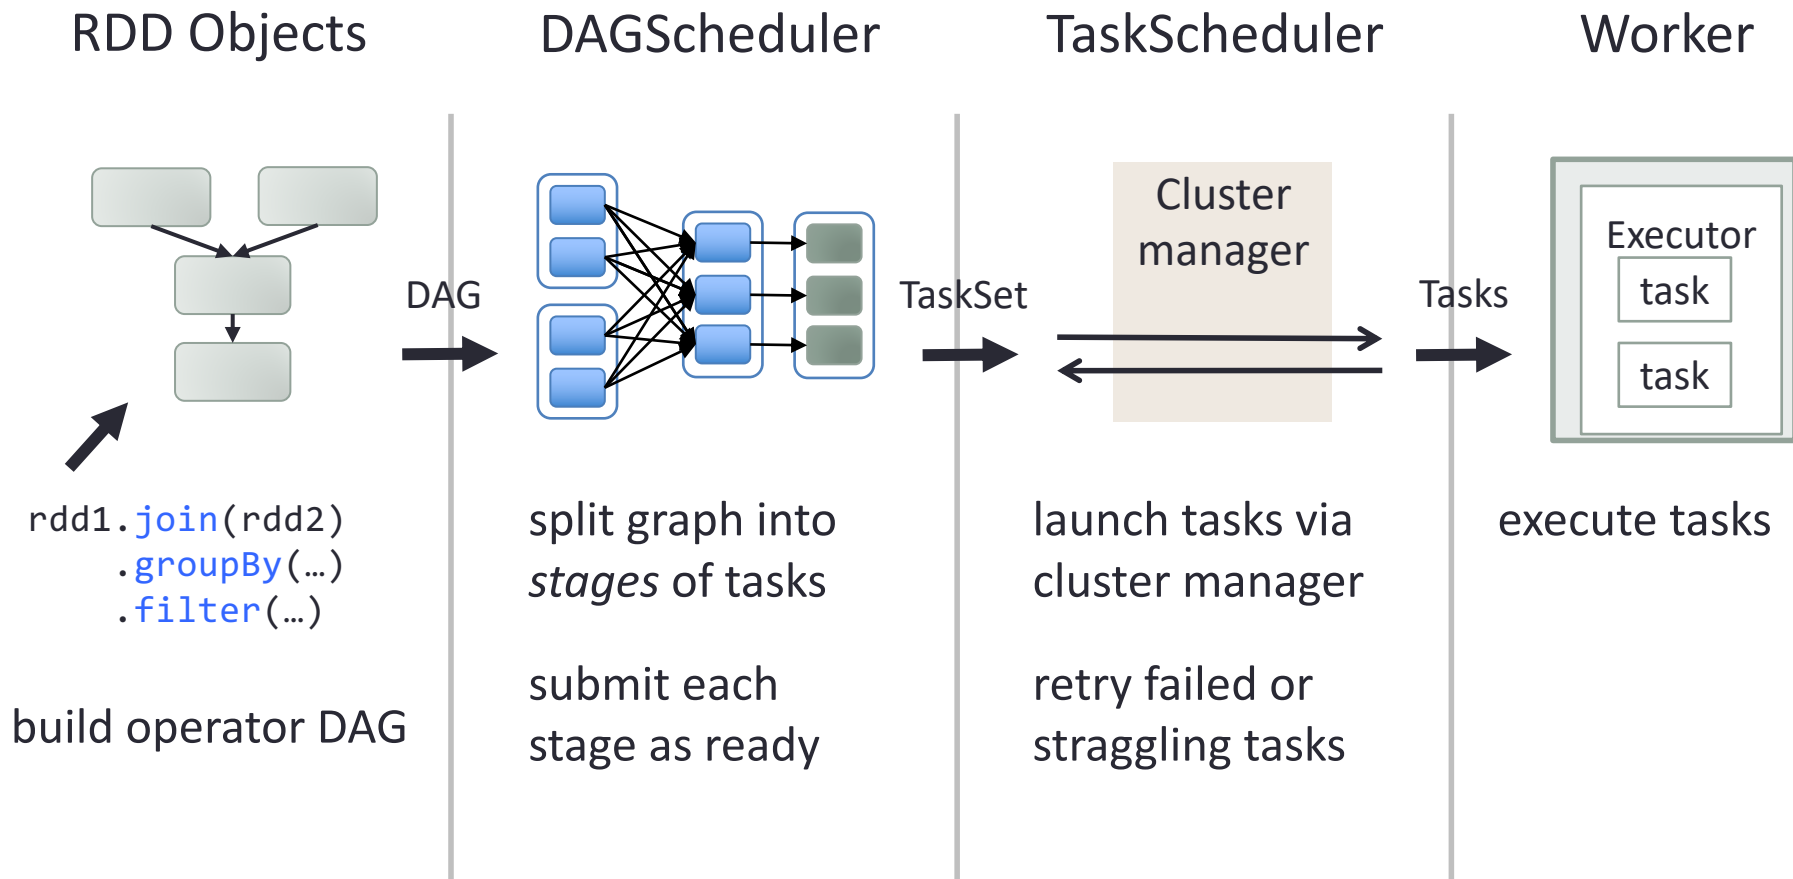 RDD Objects
DAGScheduler
TaskScheduler
Worker
DAG
TaskSet
Cluster
manager
Tasks
Executor
task
task
rdd1.join(rdd2)
.groupBy(…)
.filter(…)
build operator DAG
split graph into
stages of tasks
submit each
stage as ready
launch tasks via
cluster manager
retry failed or
straggling tasks
execute tasks